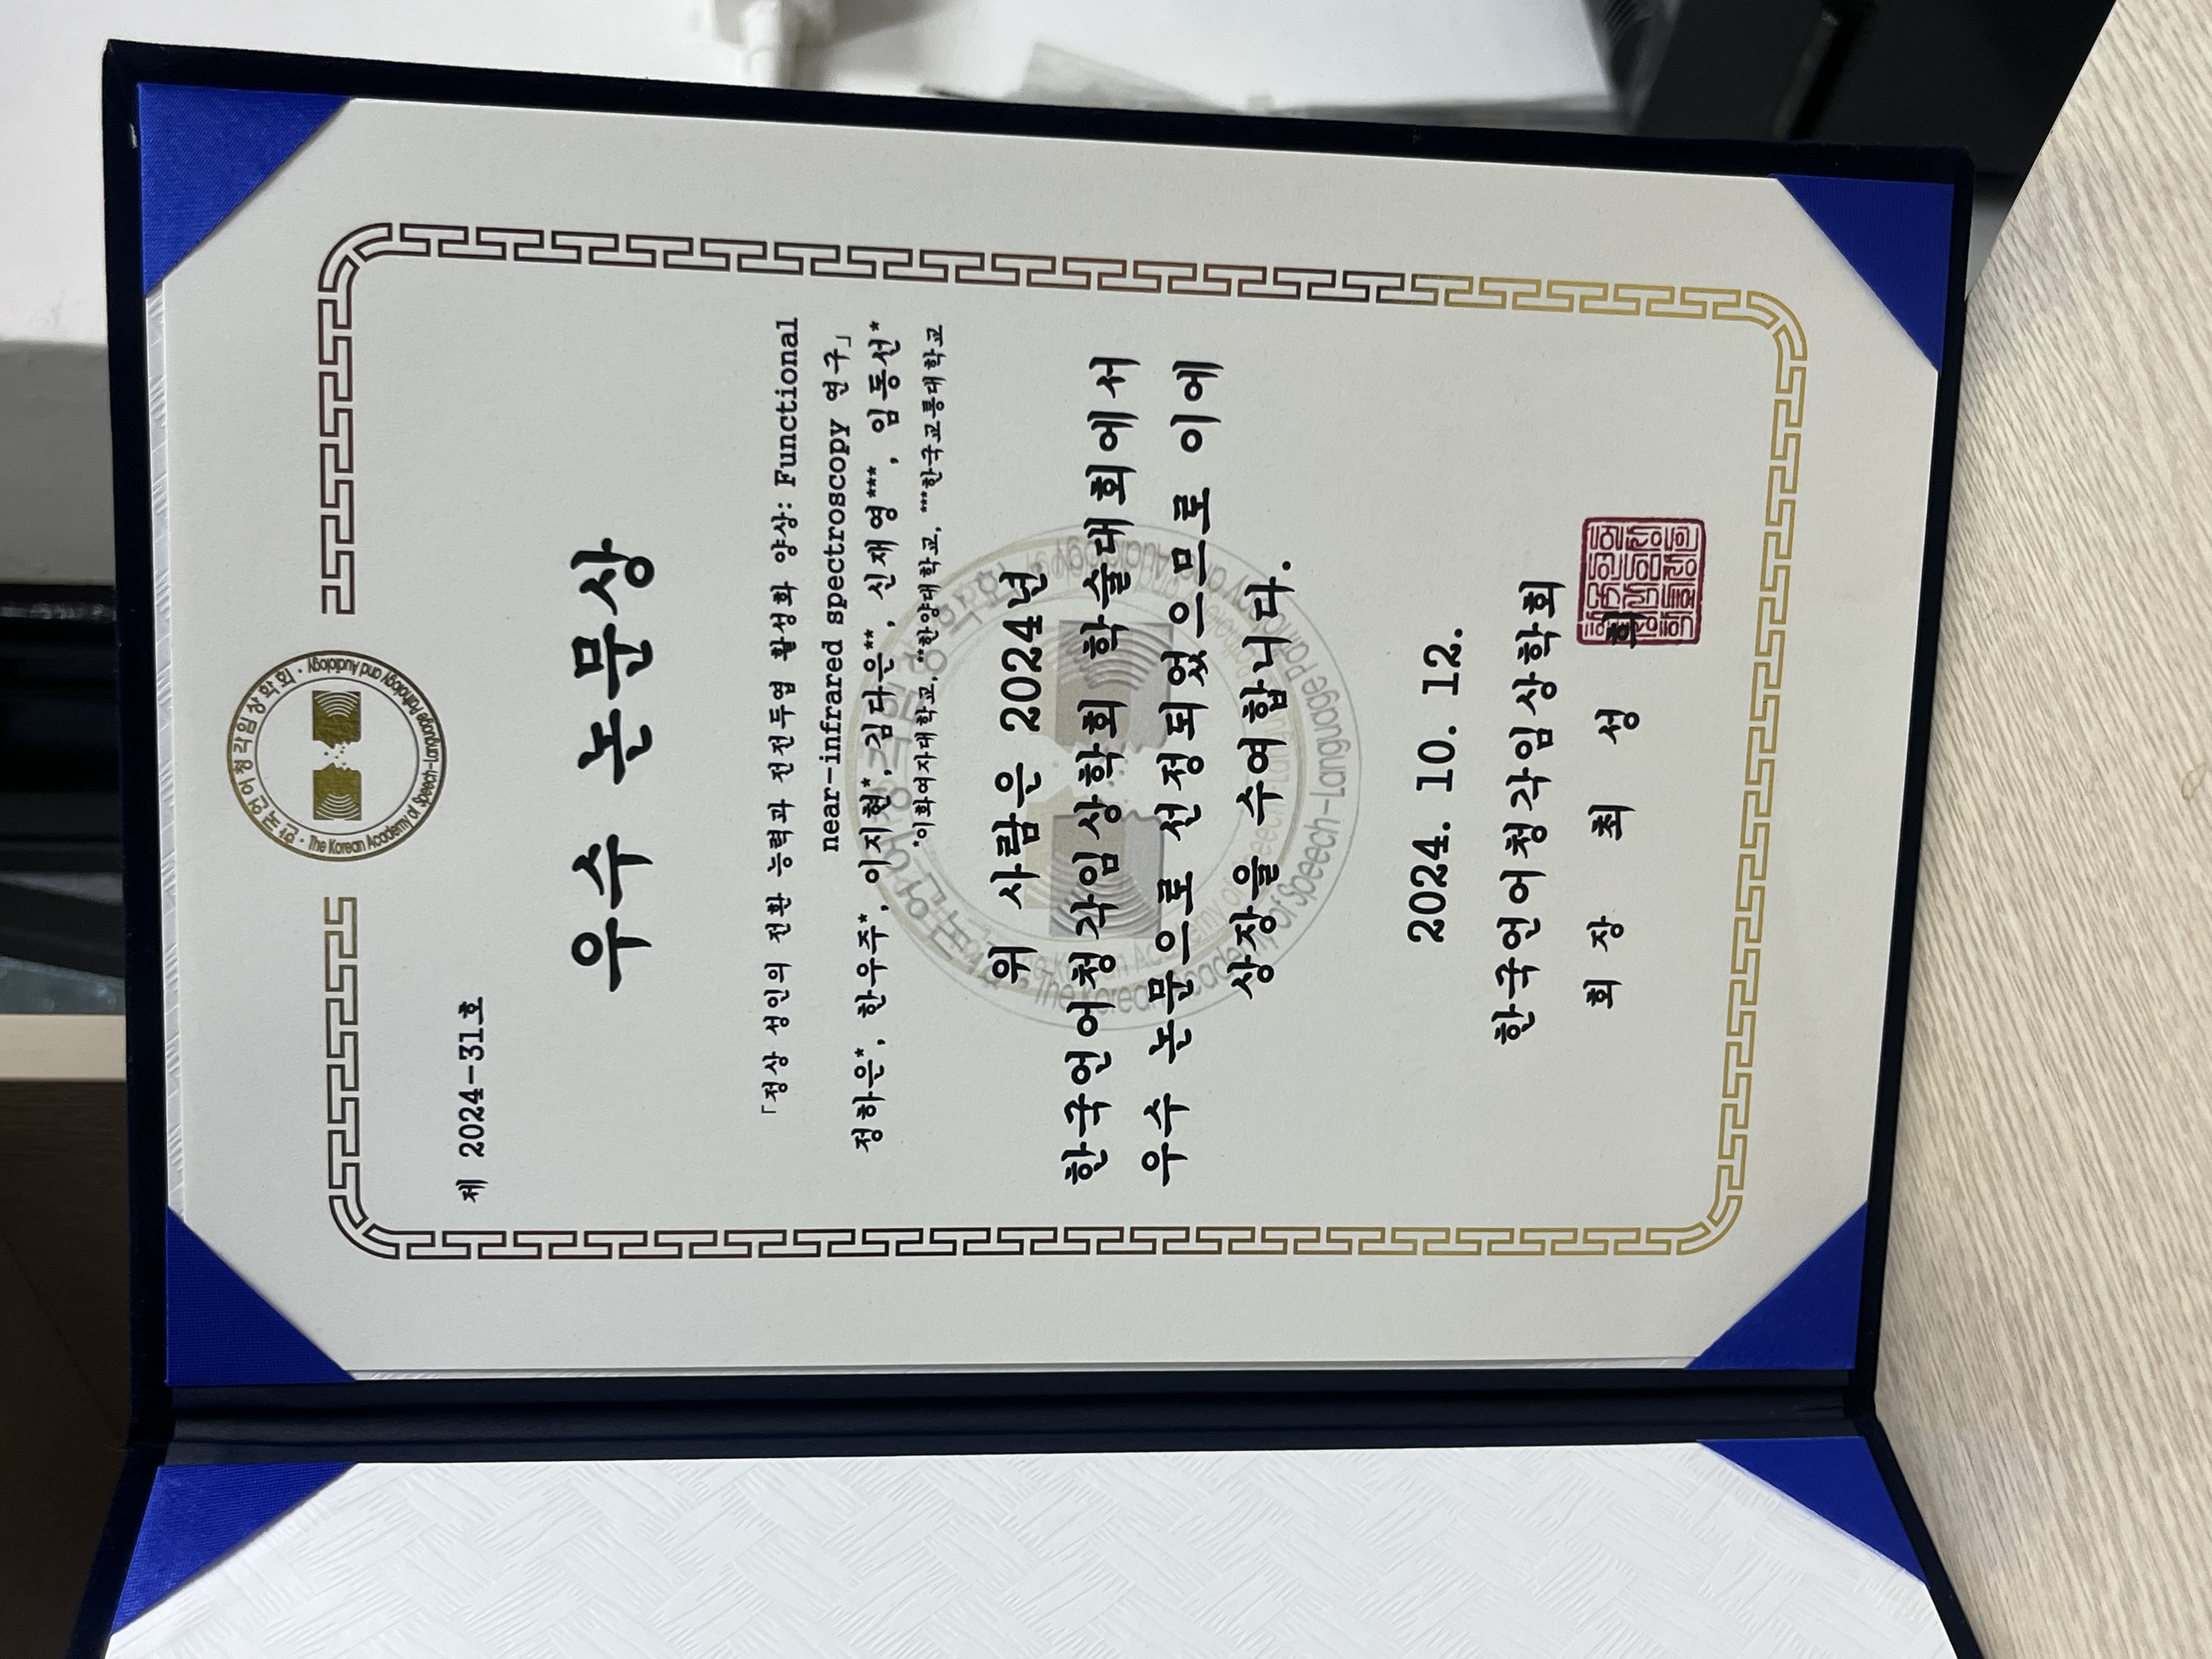 ·한국언어청각임상학회·
The Korean Academy of Speech-Language Pathology and Audiology
제 2024-31호
우수 논문상
「정상 성인의 전환 능력과 전전두엽 활성화 양상: Functional
near-infrared spectroscopy 연구」
정하은*, 한우주*, 이지현*, 김다은**, 신재영***, 임동선*
*이화여자대학교, **한양대학교, ***한국교통대학교
위 사람은 2024년
한국언어청각임상학회 학술대회에서
우수 논문으로 선정되었으므로 이에
상장을 수여합니다.
2024. 10. 12.
한국언어청각임상학회
회 장 최 성 희